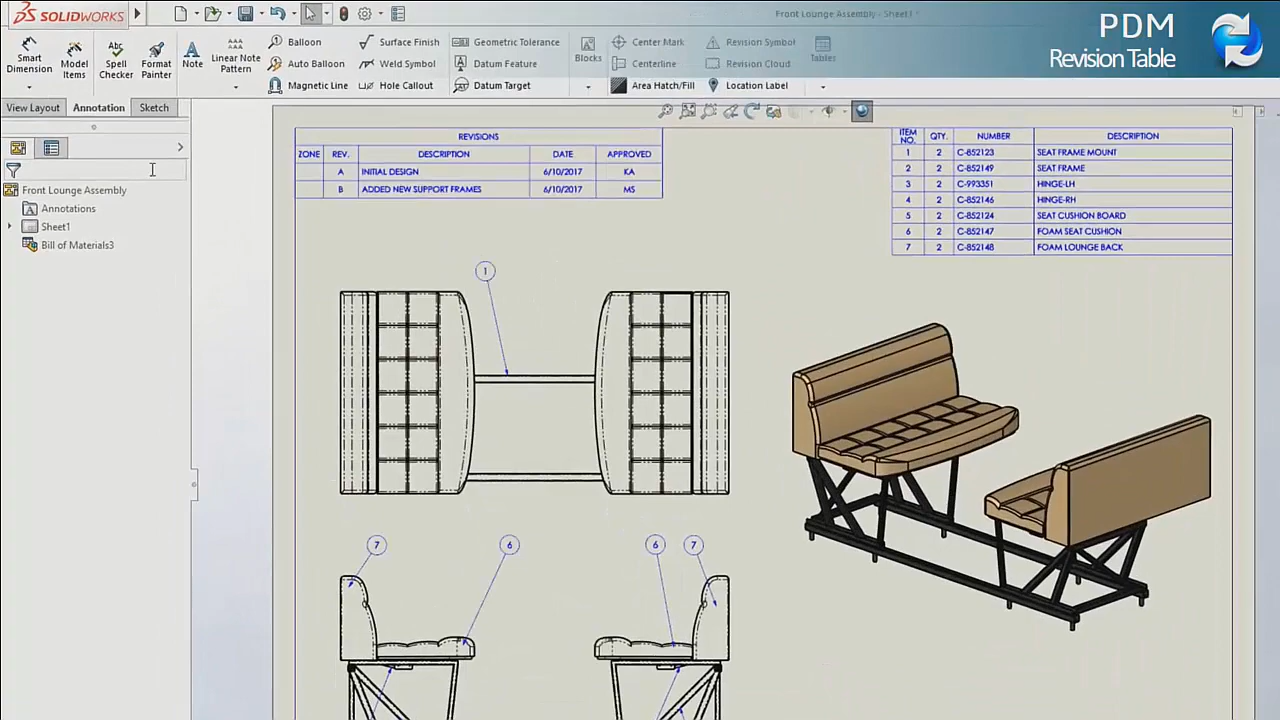 SOLIDWORKS
Front Lounge Assembly - Sheet1 *
PDM
Revision Table
Smart Dimension
Model Items
Spell Checker
Format Painter
Note
Linear Note Pattern
Balloon
Auto Balloon
Magnetic Line
Surface Finish
Weld Symbol
Hole Callout
Geometric Tolerance
Datum Feature
Datum Target
Blocks
Center Mark
Centerline
Area Hatch/Fill
Revision Symbol
Revision Cloud
Location Label
Tables
View Layout Annotation Sketch
Front Lounge Assembly
Annotations
Sheet1
Bill of Materials3
REVISIONS
ZONE REV. DESCRIPTION DATE APPROVED
A INITIAL DESIGN 6/10/2017 KA
B ADDED NEW SUPPORT FRAMES 6/10/2017 MS
ITEM NO. QTY. NUMBER DESCRIPTION
1 2 C-852123 SEAT FRAME MOUNT
2 2 C-852149 SEAT FRAME
3 2 C-993351 HINGE-LH
4 2 C-852146 HINGE-RH
5 2 C-852124 SEAT CUSHION BOARD
6 2 C-852147 FOAM SEAT CUSHION
7 2 C-852148 FOAM LOUNGE BACK
1
7 6 6 7